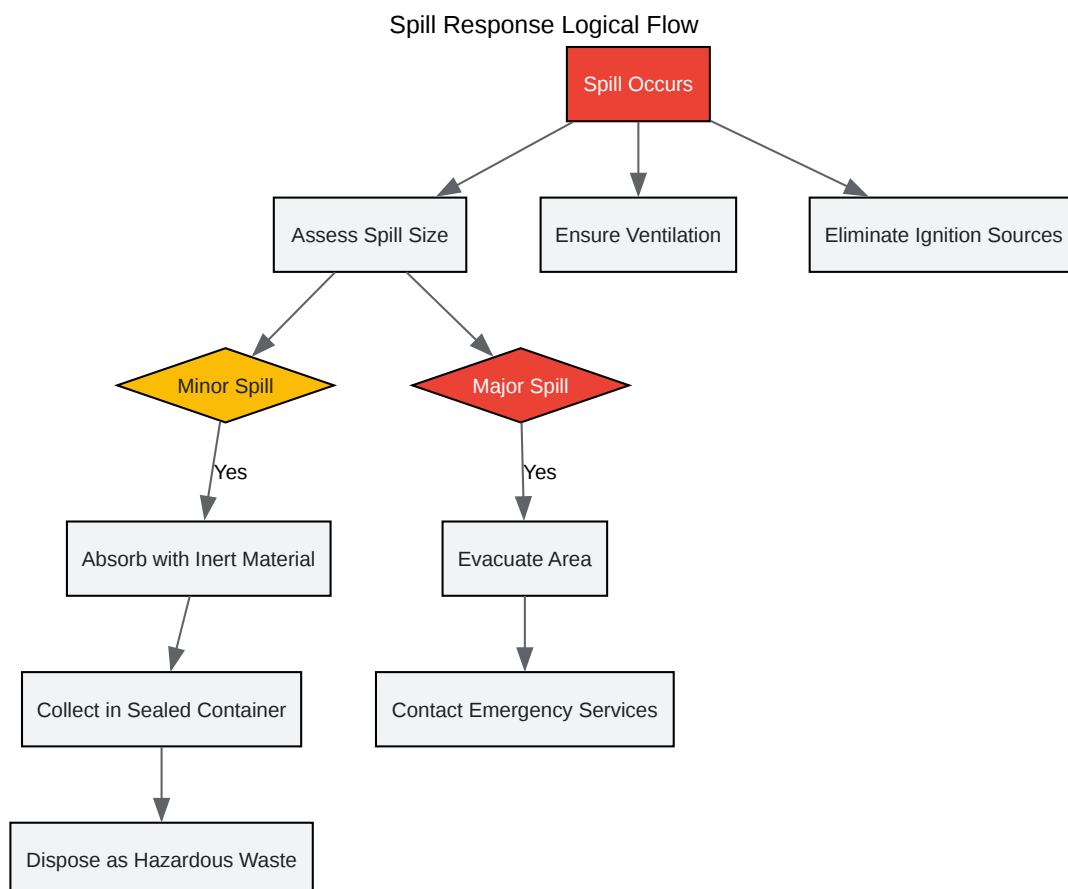 Spill Response Logical Flow
Spill Occurs
Assess Spill Size
Ensure Ventilation
Eliminate Ignition Sources
Minor Spill
Major Spill
Yes
Yes
Absorb with Inert Material
Evacuate Area
Collect in Sealed Container
Contact Emergency Services
Dispose as Hazardous Waste